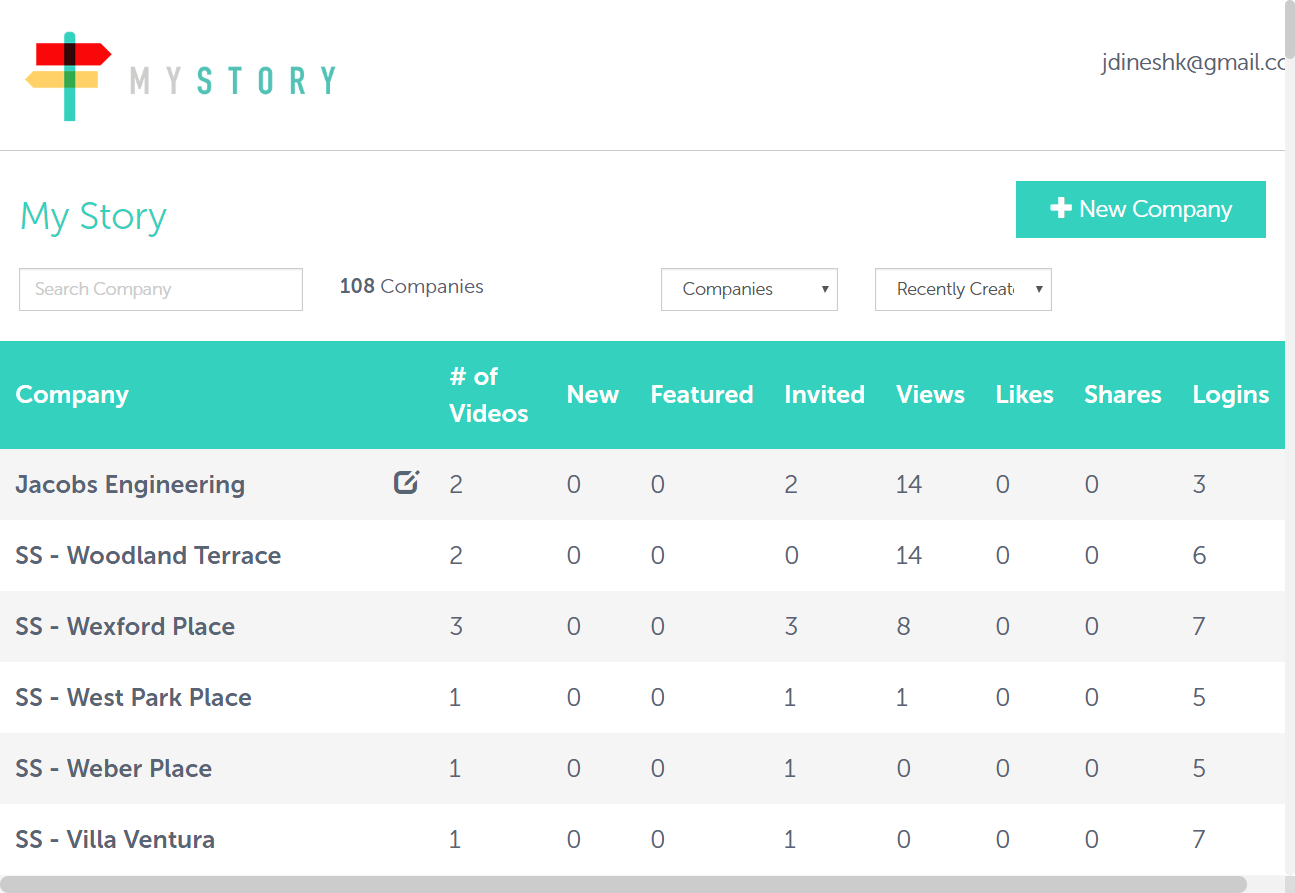 MYSTORY
jdineshk@gmail.co
My Story
New Company
Search Company
108 Companies
Companies
Recently Creat
Company
# of Videos
New
Featured
Invited
Views
Likes
Shares
Logins
Jacobs Engineering 2 0 0 2 14 0 0 3
SS - Woodland Terrace 2 0 0 0 14 0 0 6
SS - Wexford Place 3 0 0 3 8 0 0 7
SS - West Park Place 1 0 0 1 1 0 0 5
SS - Weber Place 1 0 0 1 0 0 0 5
SS - Villa Ventura 1 0 0 1 0 0 0 7